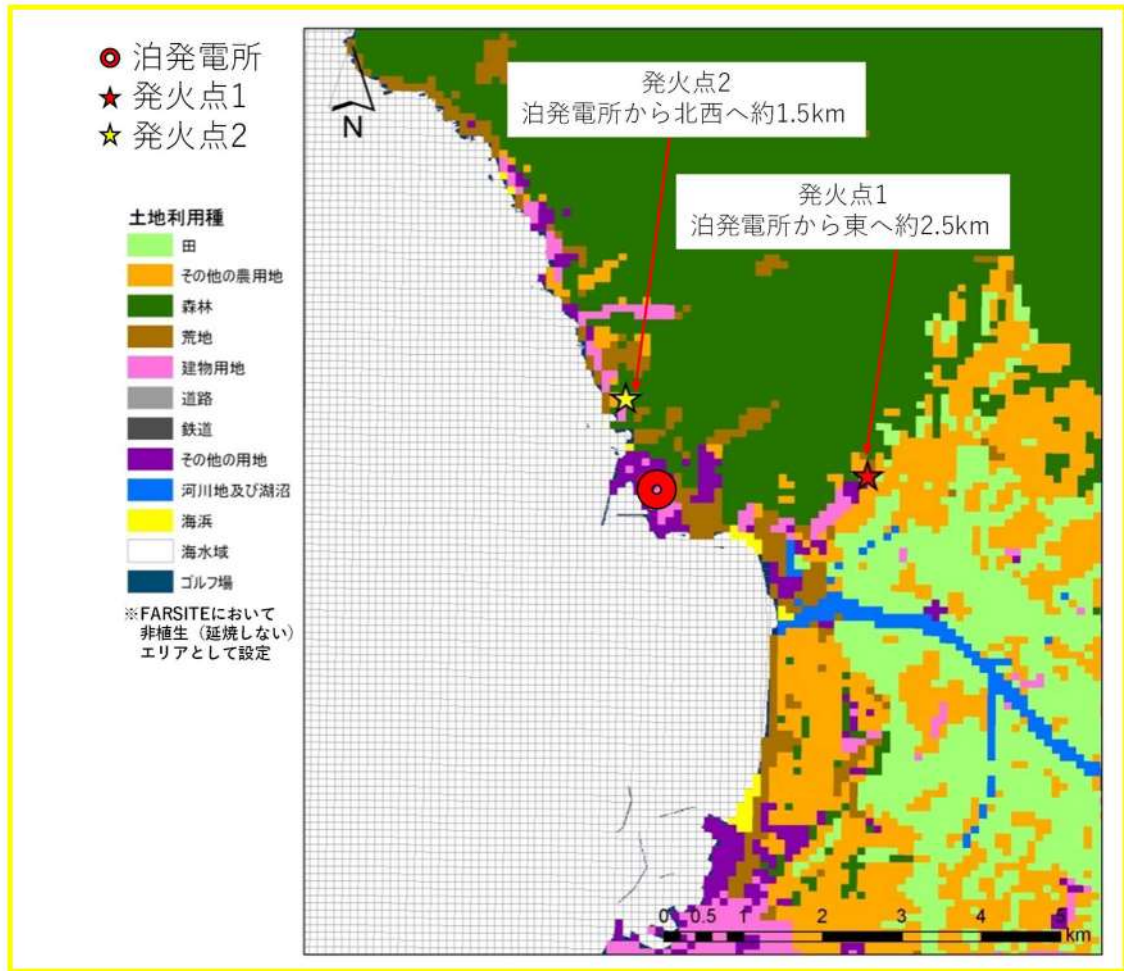 泊発電所
発火点1
発火点2
発火点2
泊発電所から北西へ約1.5km
発火点1
泊発電所から東へ約2.5km
N
土地利用種
田
その他の農用地
森林
荒地
建物用地
道路
鉄道
その他の用地
河川地及び湖沼
海浜
海水域
ゴルフ場
※FARSITEにおいて
非植生（延焼しない）
エリアとして設定
0 0.5 1 2 3 4 5
km